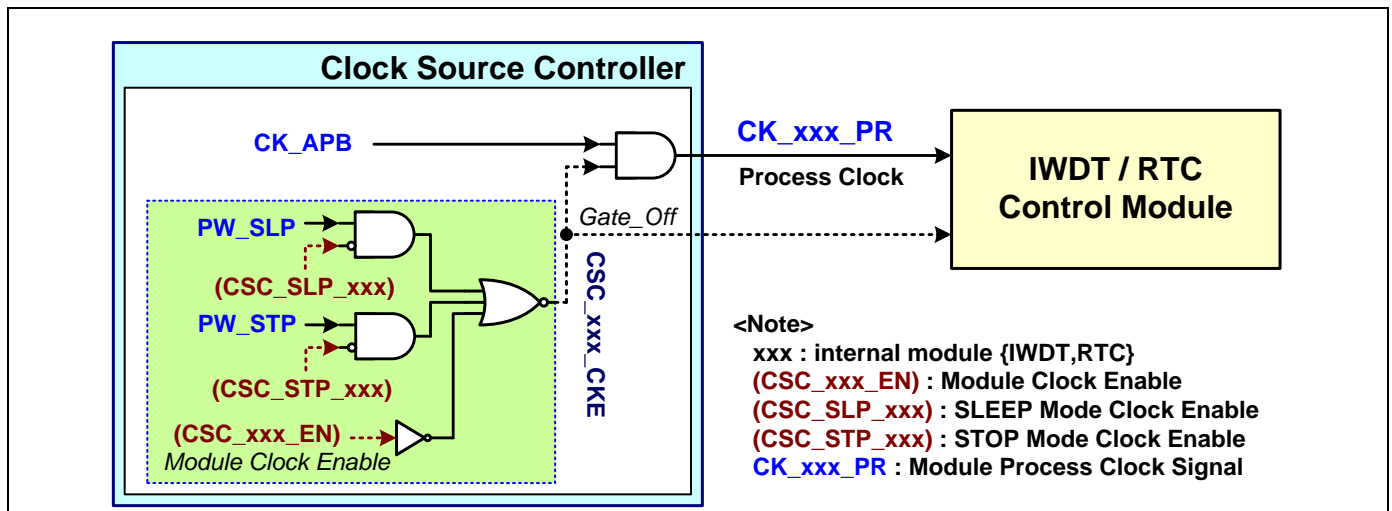 Clock Source Controller
CK_APB
CK_xxx_PR
Process Clock
IWDT / RTC
Control Module
Gate_Off
PW_SLP
(CSC_SLP_xxx)
PW_STP
(CSC_STP_xxx)
(CSC_xxx_EN)
Module Clock Enable
CSC_xxx_CKE
<Note>
xxx : internal module {IWDT,RTC}
(CSC_xxx_EN) : Module Clock Enable
(CSC_SLP_xxx) : SLEEP Mode Clock Enable
(CSC_STP_xxx) : STOP Mode Clock Enable
CK_xxx_PR : Module Process Clock Signal